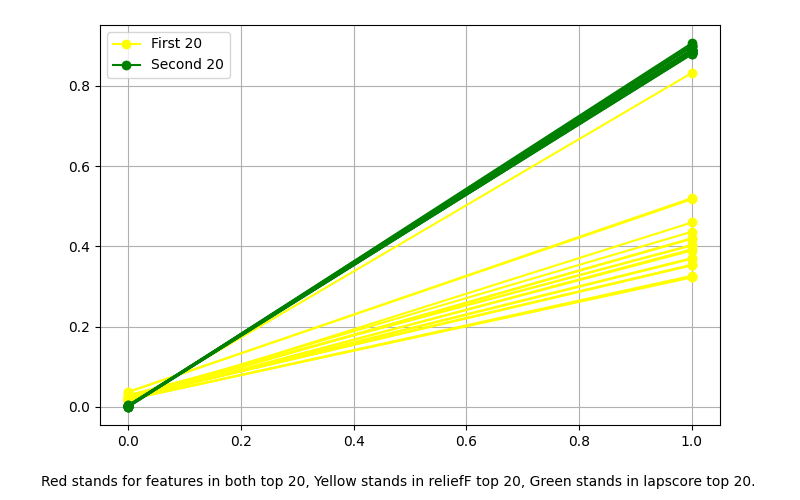 First 20
Second 20
0.8
0.6
0.4
0.2
0.0
0.0 0.2 0.4 0.6 0.8 1.0
Red stands for features in both top 20, Yellow stands in reliefF top 20, Green stands in lapscore top 20.